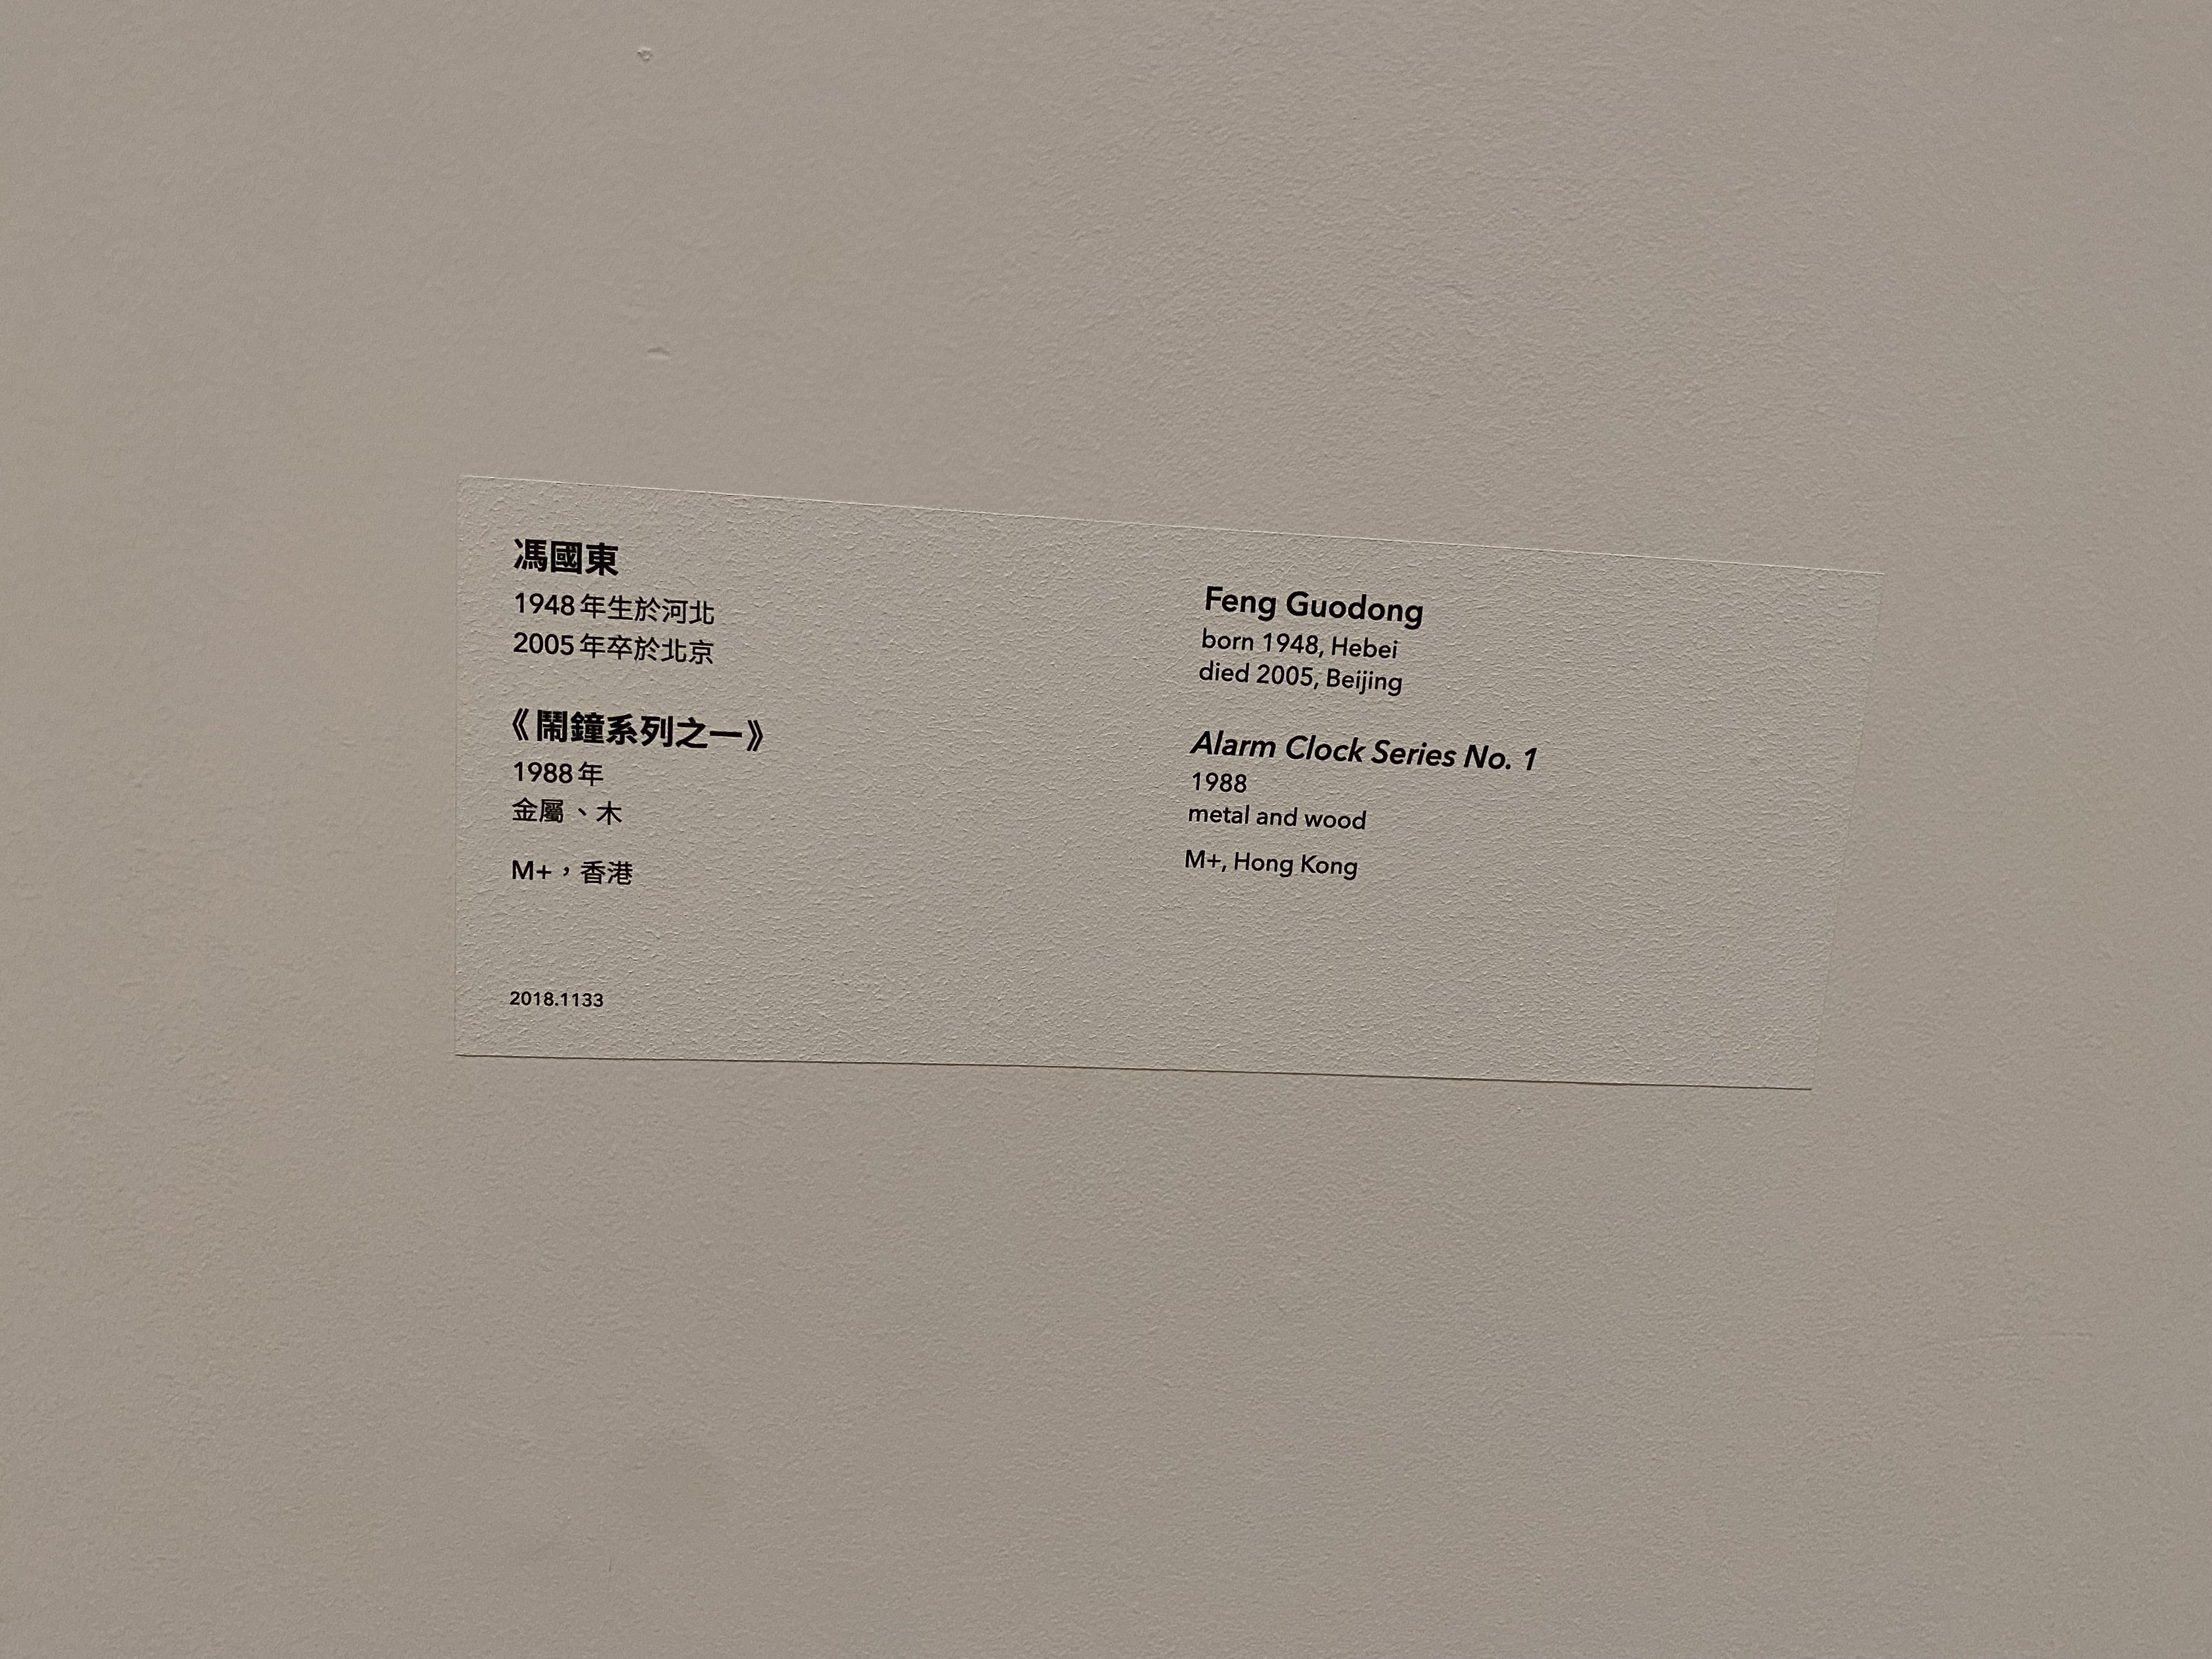 馮國東
1948年生於河北
2005年卒於北京
《鬧鐘系列之一》
1988年
金屬、木
M+，香港
2018.1133
Feng Guodong
born 1948, Hebei
died 2005, Beijing
Alarm Clock Series No. 1
1988
metal and wood
M+, Hong Kong